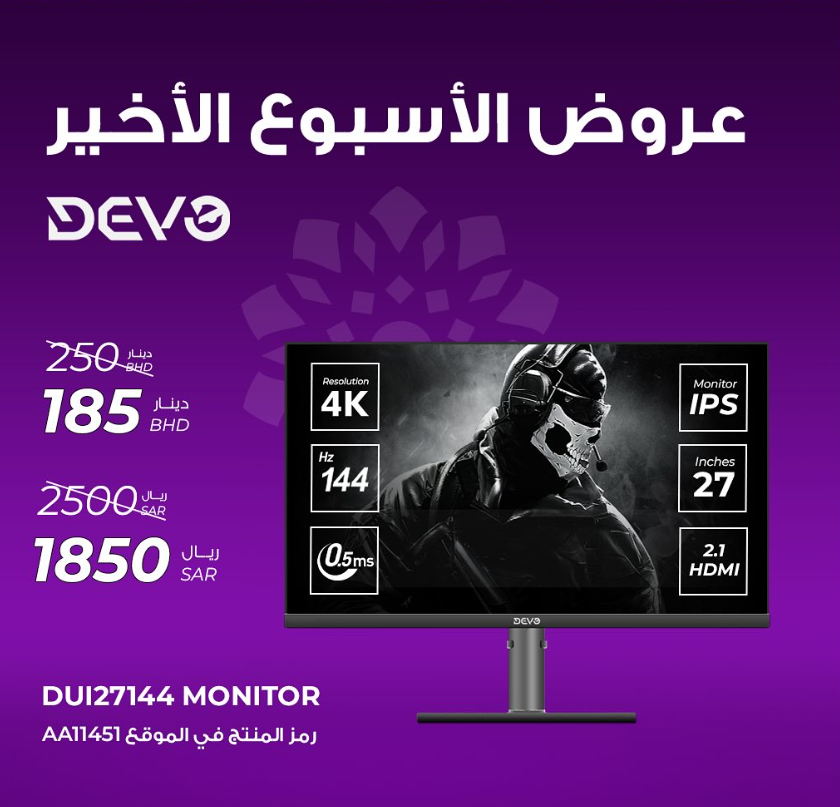 عروض الأسبوع الأخير
DEVO
250 دينار BHD
185 دينار BHD
2500 ريال SAR
1850 ريال SAR
Resolution 4K
Hz 144
0.5ms
Monitor IPS
Inches 27
2.1 HDMI
DEVO
DUI27144 MONITOR
رمز المنتج في الموقع AA11451